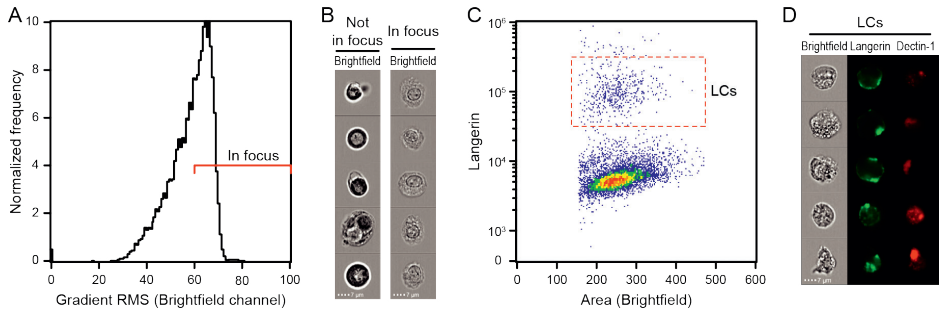 A
Normalized frequency
10
8
6
4
2
0
In focus
0 20 40 60 80 100
Gradient RMS (Brightfield channel)
B
Not
in focus
In focus
Brightfield
Brightfield
7 µm
7 µm
C
Langerin
10⁶
10⁵
10⁴
10³
0
LCs
0 100 200 300 400 500 600
Area (Brightfield)
D
LCs
Brightfield Langerin Dectin-1
7 µm